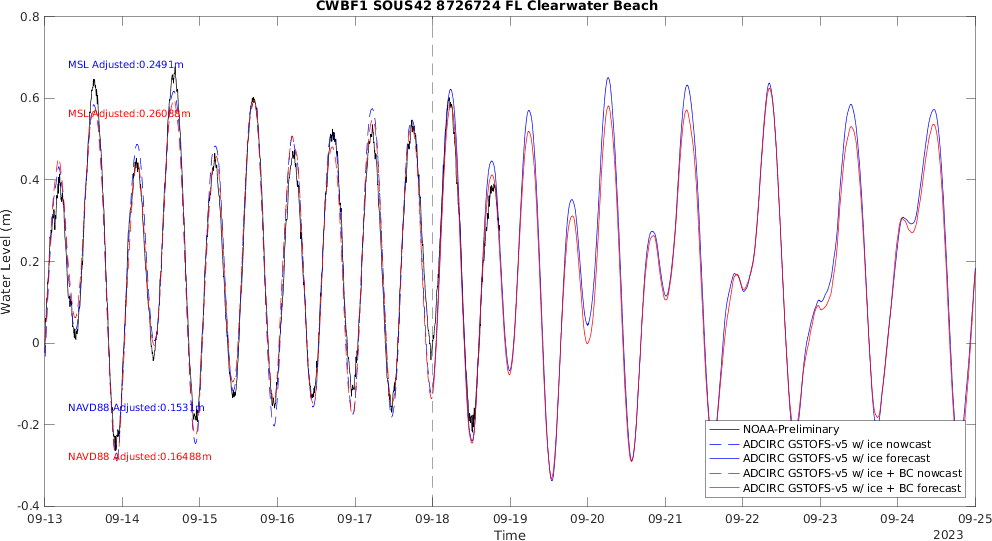 CWBF1 SOUS42 8726724 FL Clearwater Beach
Water Level (m)
0.8
0.6
0.4
0.2
0
-0.2
-0.4
MSL Adjusted:0.2491m
MSL Adjusted:0.26088m
NAVD88 Adjusted:0.1531m
NAVD88 Adjusted:0.16488m
NOAA-Preliminary
ADCIRC GSTOFS-v5 w/ ice nowcast
ADCIRC GSTOFS-v5 w/ ice forecast
ADCIRC GSTOFS-v5 w/ ice + BC nowcast
ADCIRC GSTOFS-v5 w/ ice + BC forecast
09-13 09-14 09-15 09-16 09-17 09-18 09-19 09-20 09-21 09-22 09-23 09-24 09-25
Time
2023